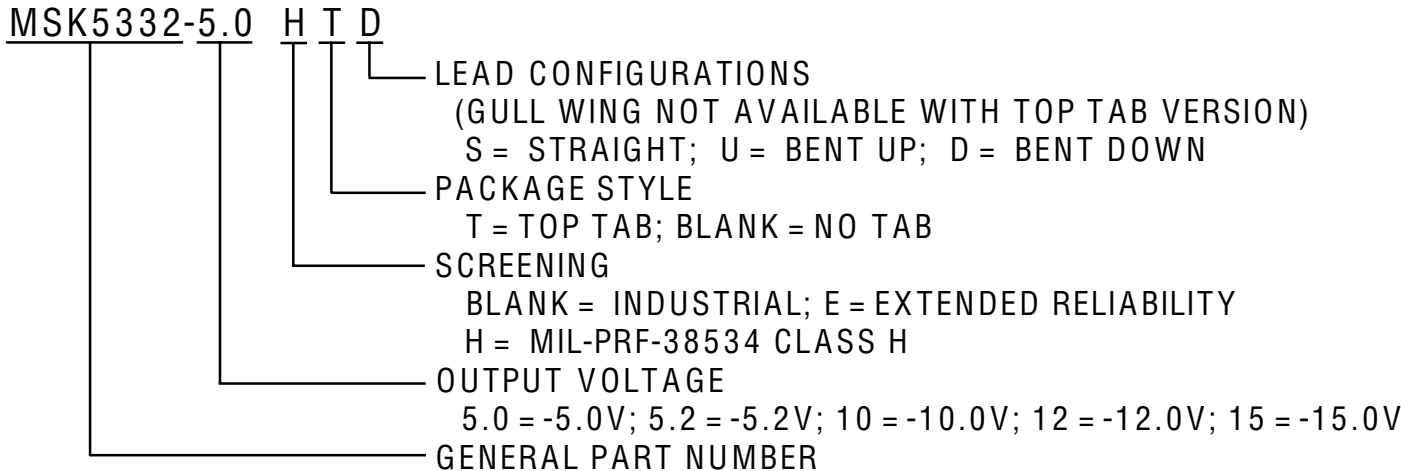 MSK5332-5.0 H T D
LEAD CONFIGURATIONS
(GULL WING NOT AVAILABLE WITH TOP TAB VERSION)
S = STRAIGHT; U = BENT UP; D = BENT DOWN
PACKAGE STYLE
T = TOP TAB; BLANK = NO TAB
SCREENING
BLANK = INDUSTRIAL; E = EXTENDED RELIABILITY
H = MIL-PRF-38534 CLASS H
OUTPUT VOLTAGE
5.0 = -5.0V; 5.2 = -5.2V; 10 = -10.0V; 12 = -12.0V; 15 = -15.0V
GENERAL PART NUMBER